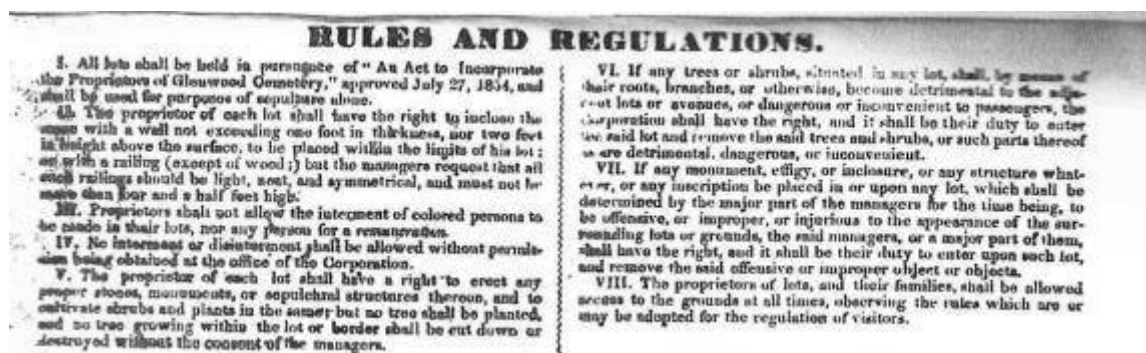 RULES AND REGULATIONS.
I. All lots shall be held in pursuance of "An Act to Incorporate
the Proprietors of Glenwood Cemetery," approved July 27, 1854, and
shall be used for purposes of sepulture alone.
II. The proprietor of each lot shall have the right to inclose the
same with a wall not exceeding one foot in thickness, nor two feet
in height above the surface, to be placed within the limits of his lot;
or with a railing (except of wood;) but the managers request that all
such railings should be light, neat, and symmetrical, and must not be
more than four and a half feet high.
III. Proprietors shall not allow the interment of colored persons to
be made in their lots, nor any person for a remuneration.
IV. No interment or disinterment shall be allowed without permis-
sion being obtained at the office of the Corporation.
V. The proprietor of each lot shall have a right to erect any
proper stones, monuments, or sepulchral structures thereon, and to
cultivate shrubs and plants in the same; but no tree shall be planted,
and no tree growing within the lot or border shall be cut down or
destroyed without the consent of the managers.
VI. If any trees or shrubs, situated in any lot, shall, by means of
their roots, branches, or otherwise, become detrimental to the adja-
cent lots or avenues, or dangerous or inconvenient to passengers, the
Corporation shall have the right, and it shall be their duty to enter
the said lot and remove the said trees and shrubs, or such parts thereof
as are detrimental, dangerous, or inconvenient.
VII. If any monument, effigy, or inclosure, or any structure what-
ever, or any inscription be placed in or upon any lot, which shall be
determined by the major part of the managers for the time being, to
be offensive, or improper, or injurious to the appearance of the sur-
rounding lots or grounds, the said managers, or a major part of them,
shall have the right, and it shall be their duty to enter upon such lot,
and remove the said offensive or improper object or objects.
VIII. The proprietors of lots, and their families, shall be allowed
access to the grounds at all times, observing the rules which are or
may be adopted for the regulation of visitors.